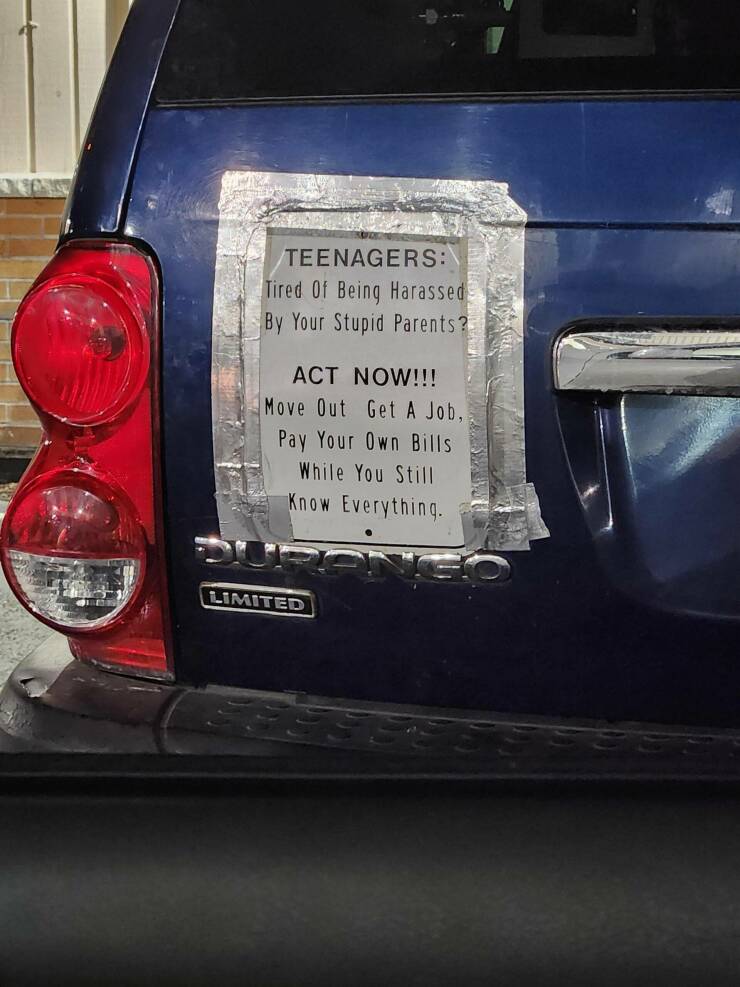 TEENAGERS:
Tired Of Being Harassed
By Your Stupid Parents?
ACT NOW!!!
Move Out Get A Job,
Pay Your Own Bills
While You Still
Know Everything.
DURANGO
LIMITED